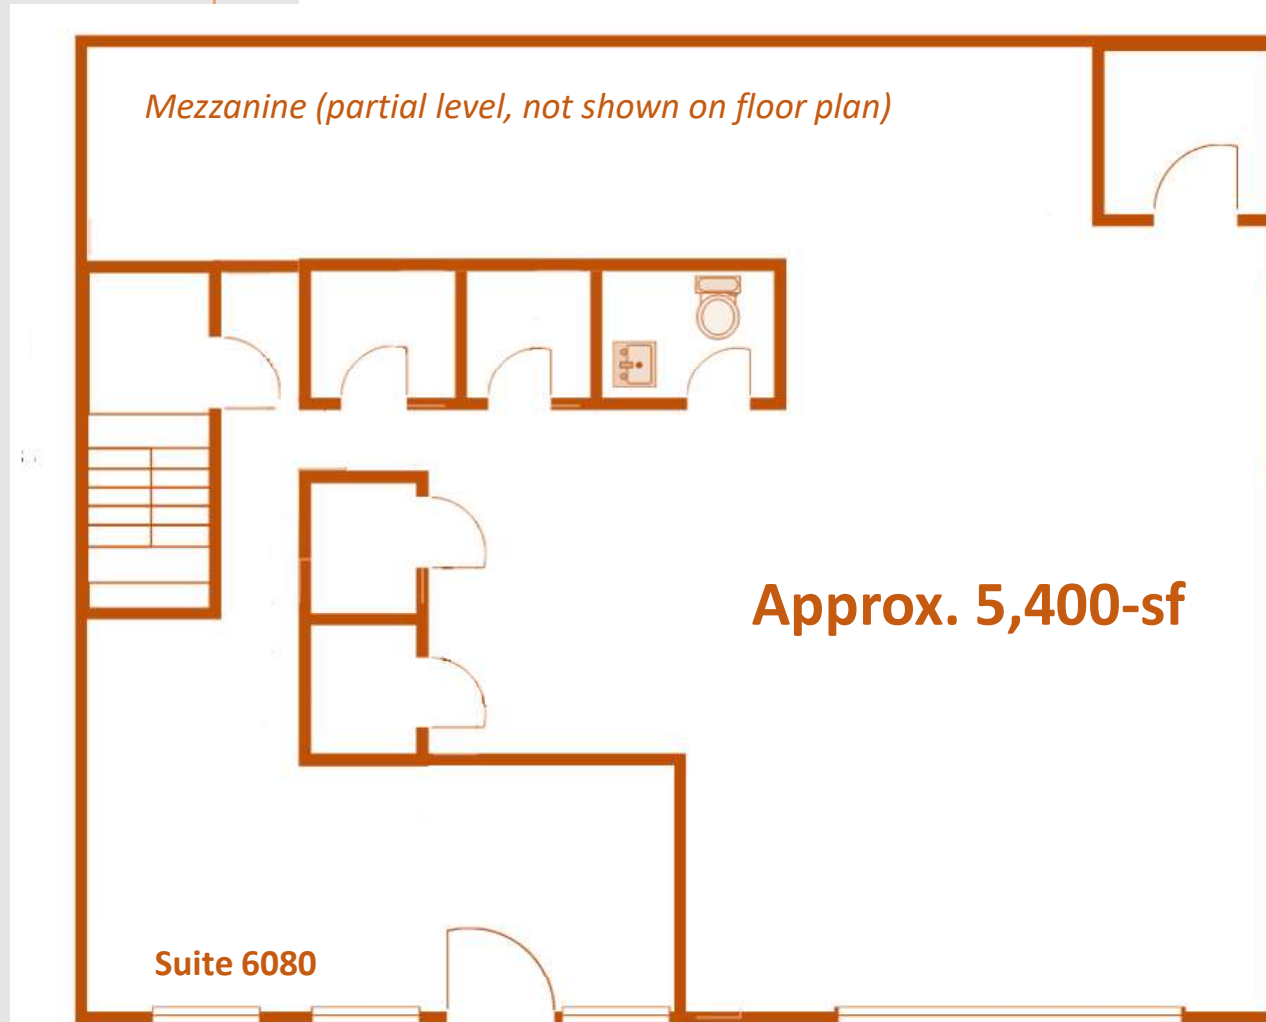 Mezzanine (partial level, not shown on floor plan)
Approx. 5,400-sf
Suite 6080